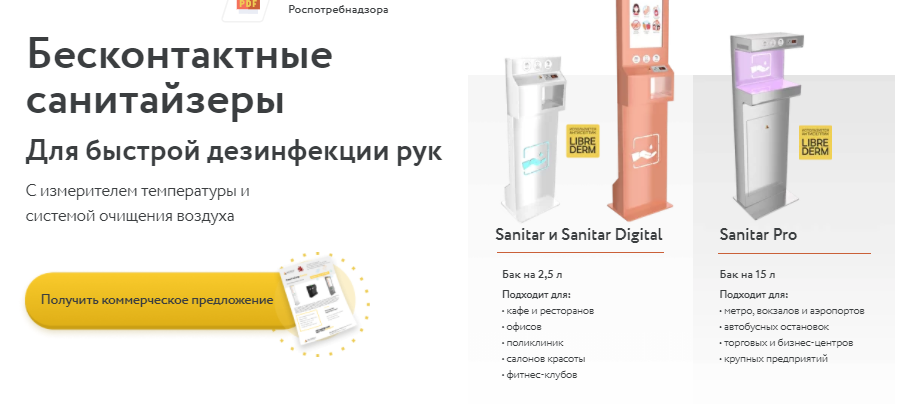 PDF
Роспотребнадзора
Бесконтактные
санитайзеры
Для быстрой дезинфекции рук
С измерителем температуры и
системой очищения воздуха
Получить коммерческое предложение
LIBRE
DERM
LIBRE
DERM
Sanitar и Sanitar Digital
Бак на 2,5 л
Подходит для:
• кафе и ресторанов
• офисов
• поликлиник
• салонов красоты
• фитнес-клубов
Sanitar Pro
Бак на 15 л
Подходит для:
• метро, вокзалов и аэропортов
• автобусных остановок
• торговых и бизнес-центров
• крупных предприятий